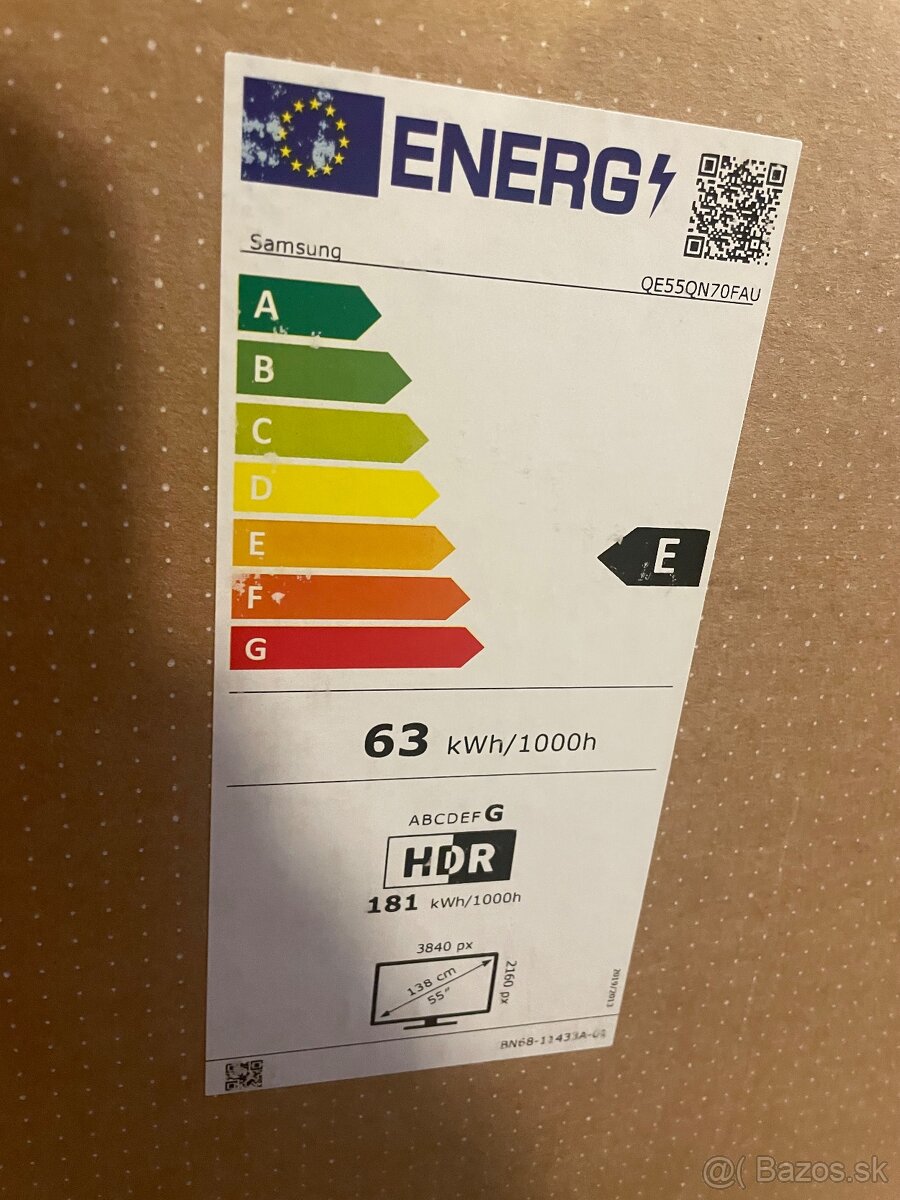 ENERG
Samsung
QE55QN70FAU
A
B
C
D
E
E
F
G
63 kWh/1000h
ABCDEFG
HDR
181 kWh/1000h
3840 px
138 cm
55"
2160 px
2019/2013
@( Bazos.sk